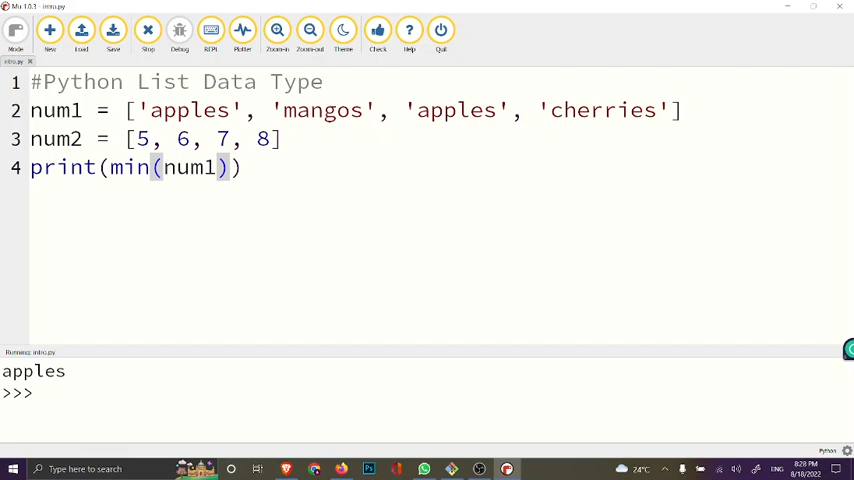 Mu 1.0.3 - intro.py
Mode New Load Save Stop Debug REPL Plotter Zoom-in Zoom-out Theme Check Help Quit
intro.py
1 #Python List Data Type
2 num1 = ['apples', 'mangos', 'apples', 'cherries']
3 num2 = [5, 6, 7, 8]
4 print(min(num1))
Running: intro.py
apples
>>>
Python
Type here to search
24°C
ENG
8:28 PM
8/18/2022